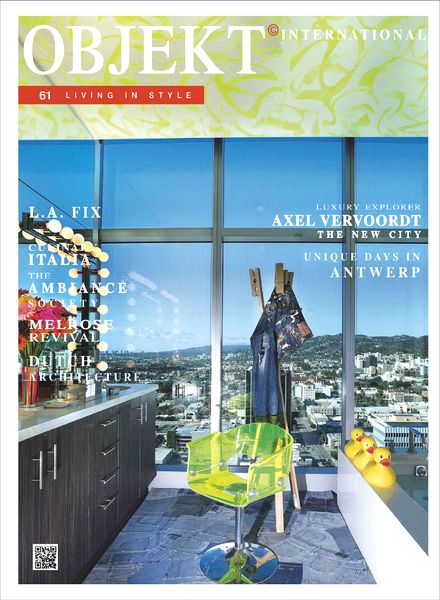 OBJEKT©INTERNATIONAL
61 LIVING IN STYLE
L.A. FIX
CULINARY
ITALIA
THE
AMBIANCE
SOCIETY
MELROSE
REVIVAL
DUTCH
ARCHITECTURE
LUXURY EXPLORER
AXEL VERVOORDT
THE NEW CITY
UNIQUE DAYS IN
ANTWERP